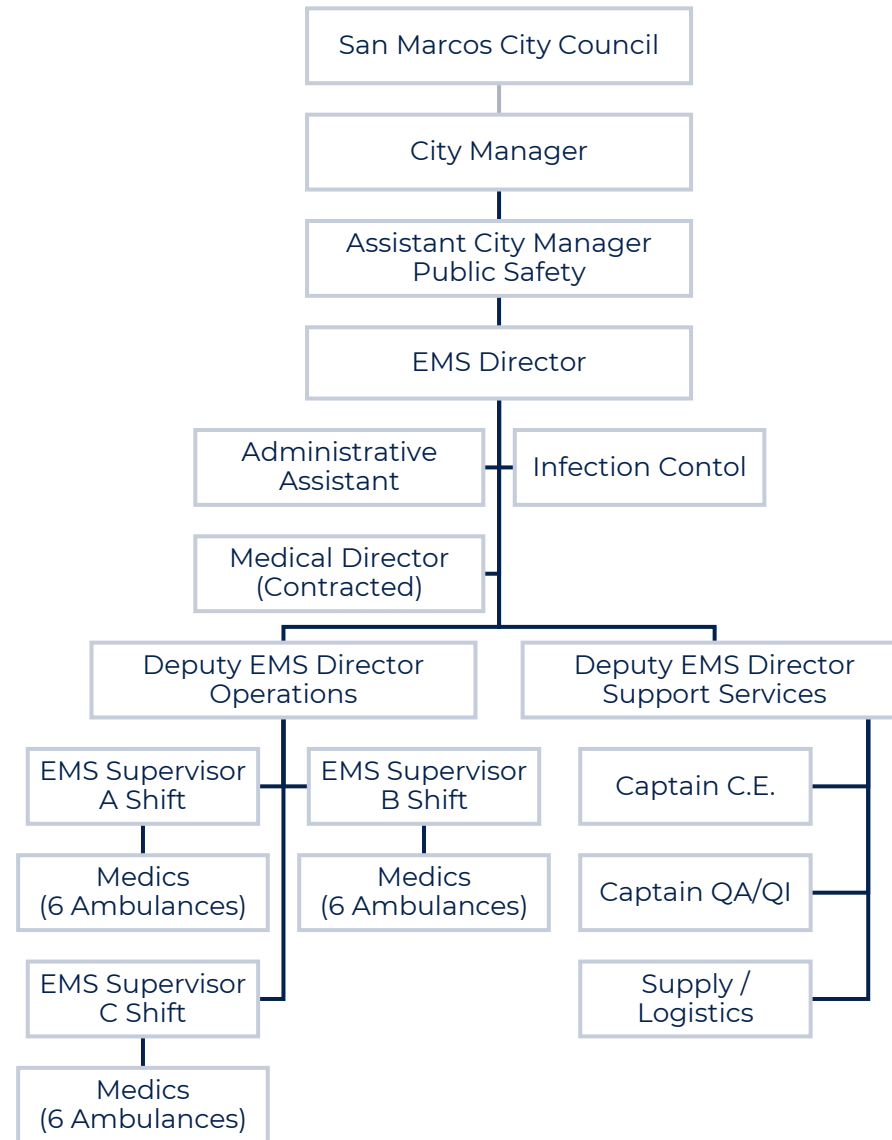 San Marcos City Council
City Manager
Assistant City Manager
Public Safety
EMS Director
Administrative
Assistant
Infection Contol
Medical Director
(Contracted)
Deputy EMS Director
Operations
Deputy EMS Director
Support Services
EMS Supervisor
A Shift
EMS Supervisor
B Shift
Captain C.E.
Medics
(6 Ambulances)
Medics
(6 Ambulances)
Captain QA/QI
EMS Supervisor
C Shift
Supply /
Logistics
Medics
(6 Ambulances)